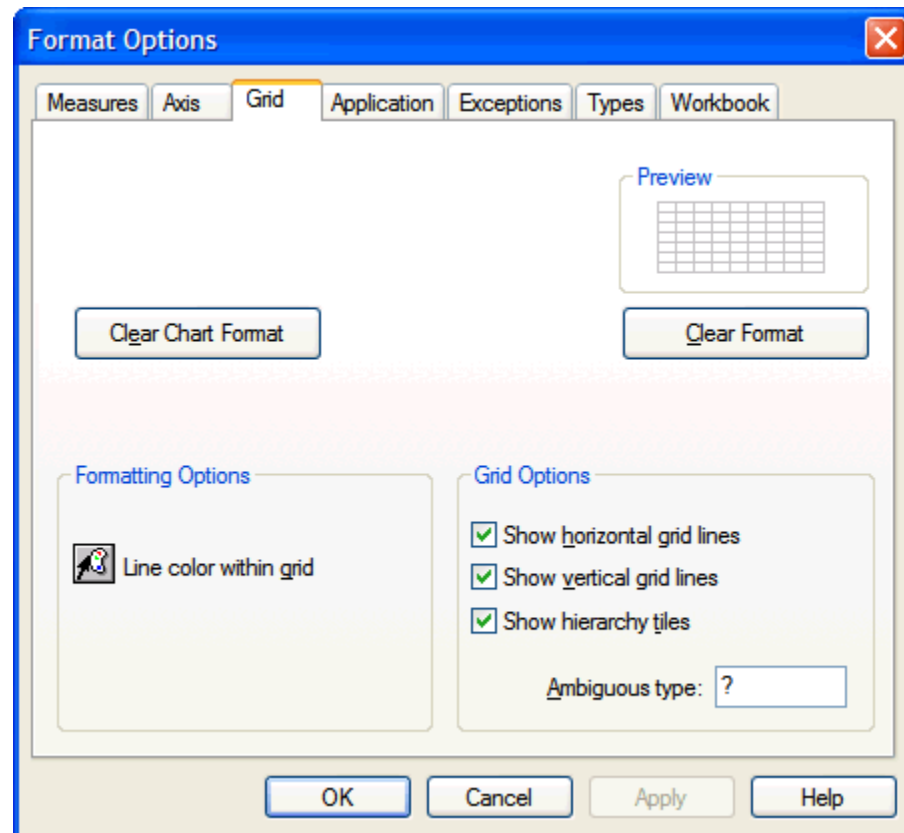 Format Options
Measures Axis Grid Application Exceptions Types Workbook
Preview
Clear Chart Format Clear Format
Formatting Options
Line color within grid
Grid Options
Show horizontal grid lines
Show vertical grid lines
Show hierarchy tiles
Ambiguous type: ?
OK Cancel Apply Help